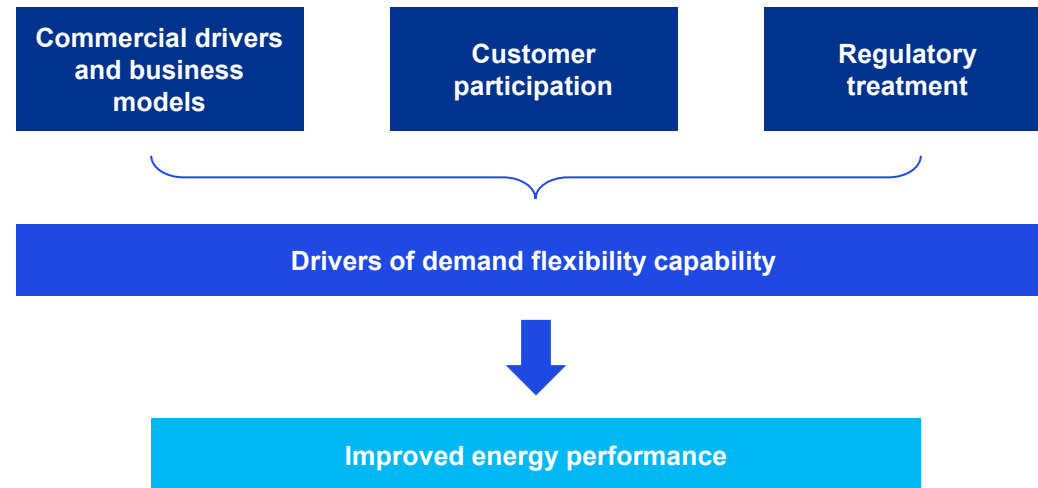 Commercial drivers
and business
models
Customer
participation
Regulatory
treatment
Drivers of demand flexibility capability
Improved energy performance